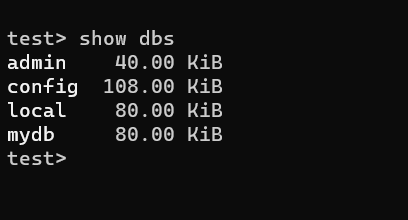 test> show dbs
admin    40.00 KiB
config  108.00 KiB
local    80.00 KiB
mydb     80.00 KiB
test>